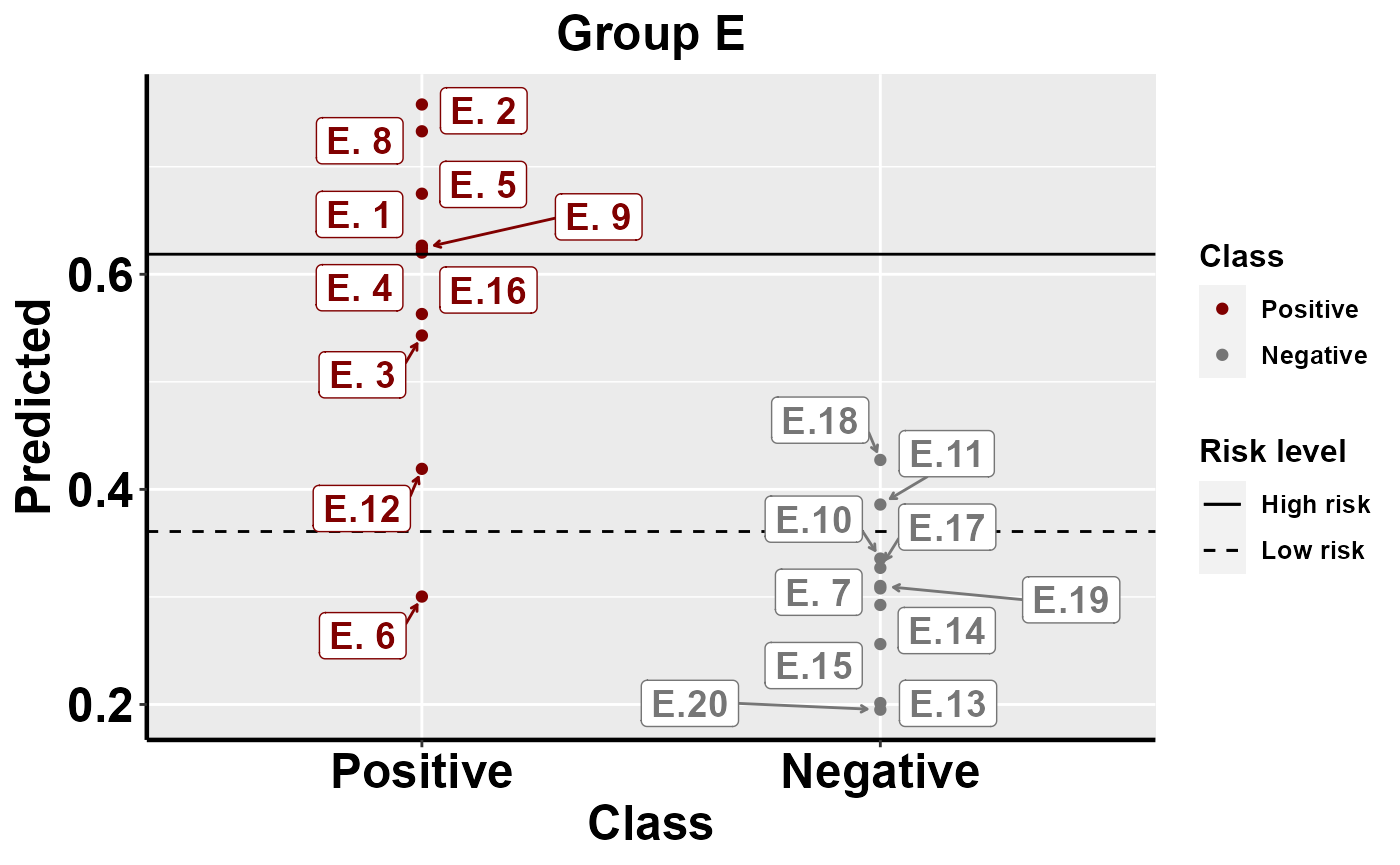 Group E
Predicted
0.6
0.4
0.2
E. 2
E. 8
E. 5
E. 1
E. 9
E. 4
E.16
E. 3
E.12
E. 6
E.18
E.11
E.10
E.17
E. 7
E.19
E.14
E.15
E.20
E.13
Positive
Negative
Class
Class
Positive
Negative
Risk level
High risk
Low risk